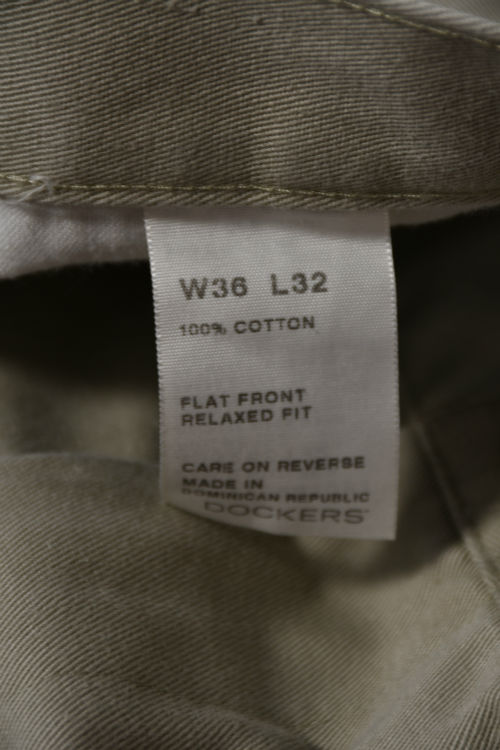 W36 L32
100% COTTON
FLAT FRONT
RELAXED FIT
CARE ON REVERSE
MADE IN
DOMINICAN REPUBLIC
DOCKERS